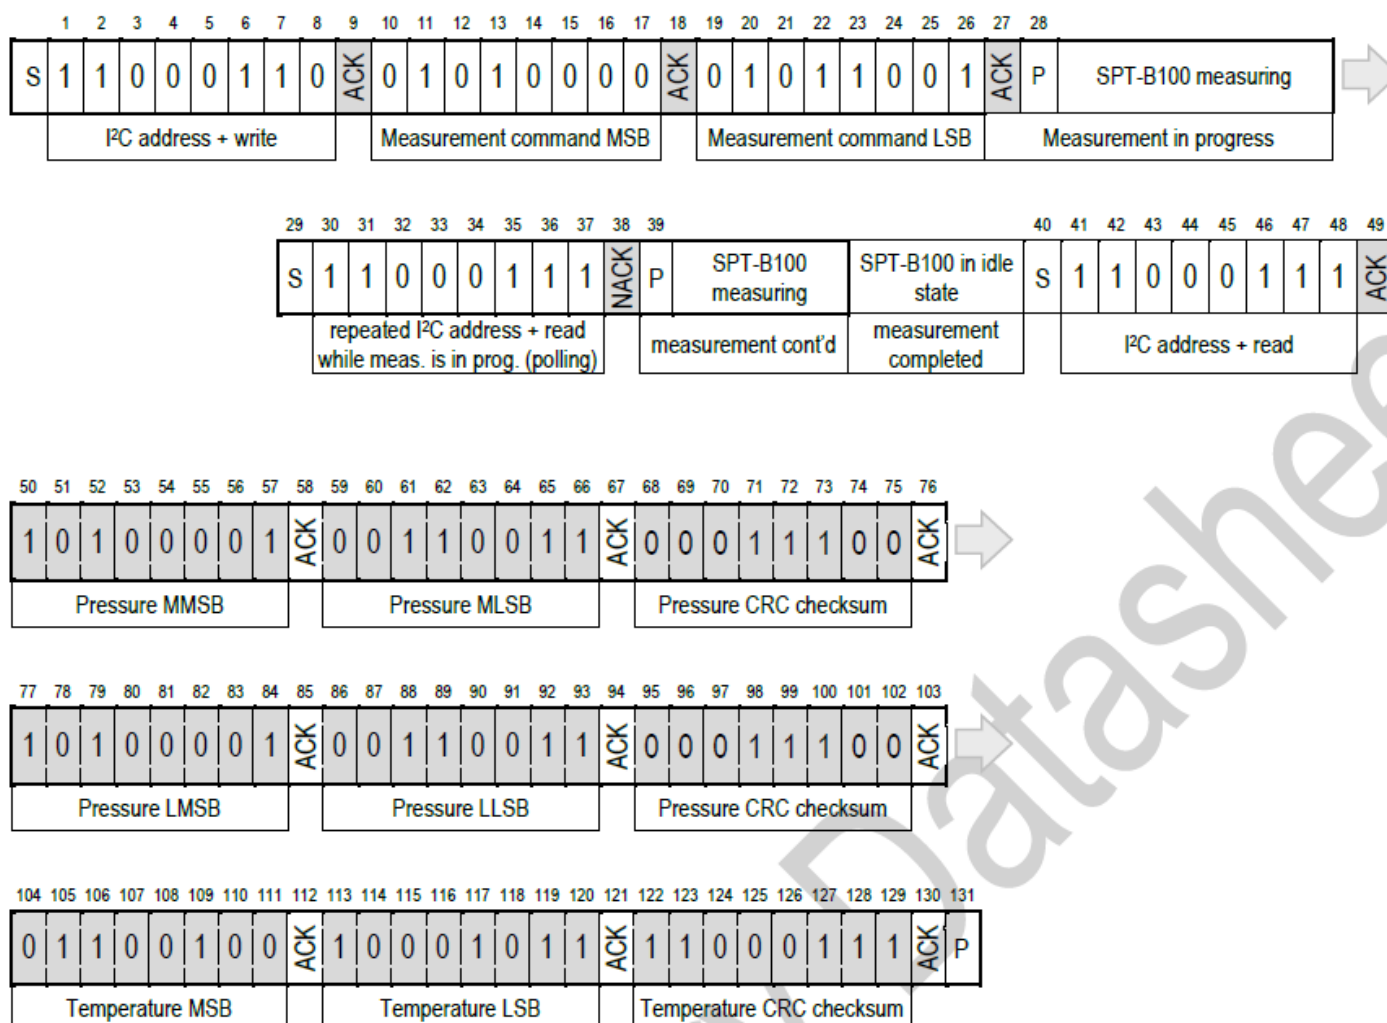 1 2 3 4 5 6 7 8 9 10 11 12 13 14 15 16 17 18 19 20 21 22 23 24 25 26 27 28
S 1 1 0 0 0 1 1 0 ACK 0 1 0 1 0 0 0 0 ACK 0 1 0 1 1 0 0 1 ACK P SPT-B100 measuring
I²C address + write Measurement command MSB Measurement command LSB Measurement in progress
29 30 31 32 33 34 35 36 37 38 39 40 41 42 43 44 45 46 47 48 49
S 1 1 0 0 0 1 1 1 NACK P SPT-B100 measuring SPT-B100 in idle state S 1 1 0 0 0 1 1 1 ACK
repeated I²C address + read while meas. is in prog. (polling) measurement cont'd measurement completed I²C address + read
50 51 52 53 54 55 56 57 58 59 60 61 62 63 64 65 66 67 68 69 70 71 72 73 74 75 76
1 0 1 0 0 0 0 1 ACK 0 0 1 1 0 0 1 1 ACK 0 0 0 1 1 1 0 0 ACK
Pressure MMSB Pressure MLSB Pressure CRC checksum
77 78 79 80 81 82 83 84 85 86 87 88 89 90 91 92 93 94 95 96 97 98 99 100 101 102 103
1 0 1 0 0 0 0 1 ACK 0 0 1 1 0 0 1 1 ACK 0 0 0 1 1 1 0 0 ACK
Pressure LMSB Pressure LLSB Pressure CRC checksum
104 105 106 107 108 109 110 111 112 113 114 115 116 117 118 119 120 121 122 123 124 125 126 127 128 129 130 131
0 1 1 0 0 1 0 0 ACK 1 0 0 0 1 0 1 1 ACK 1 1 0 0 0 1 1 1 ACK P
Temperature MSB Temperature LSB Temperature CRC checksum
y Datashee